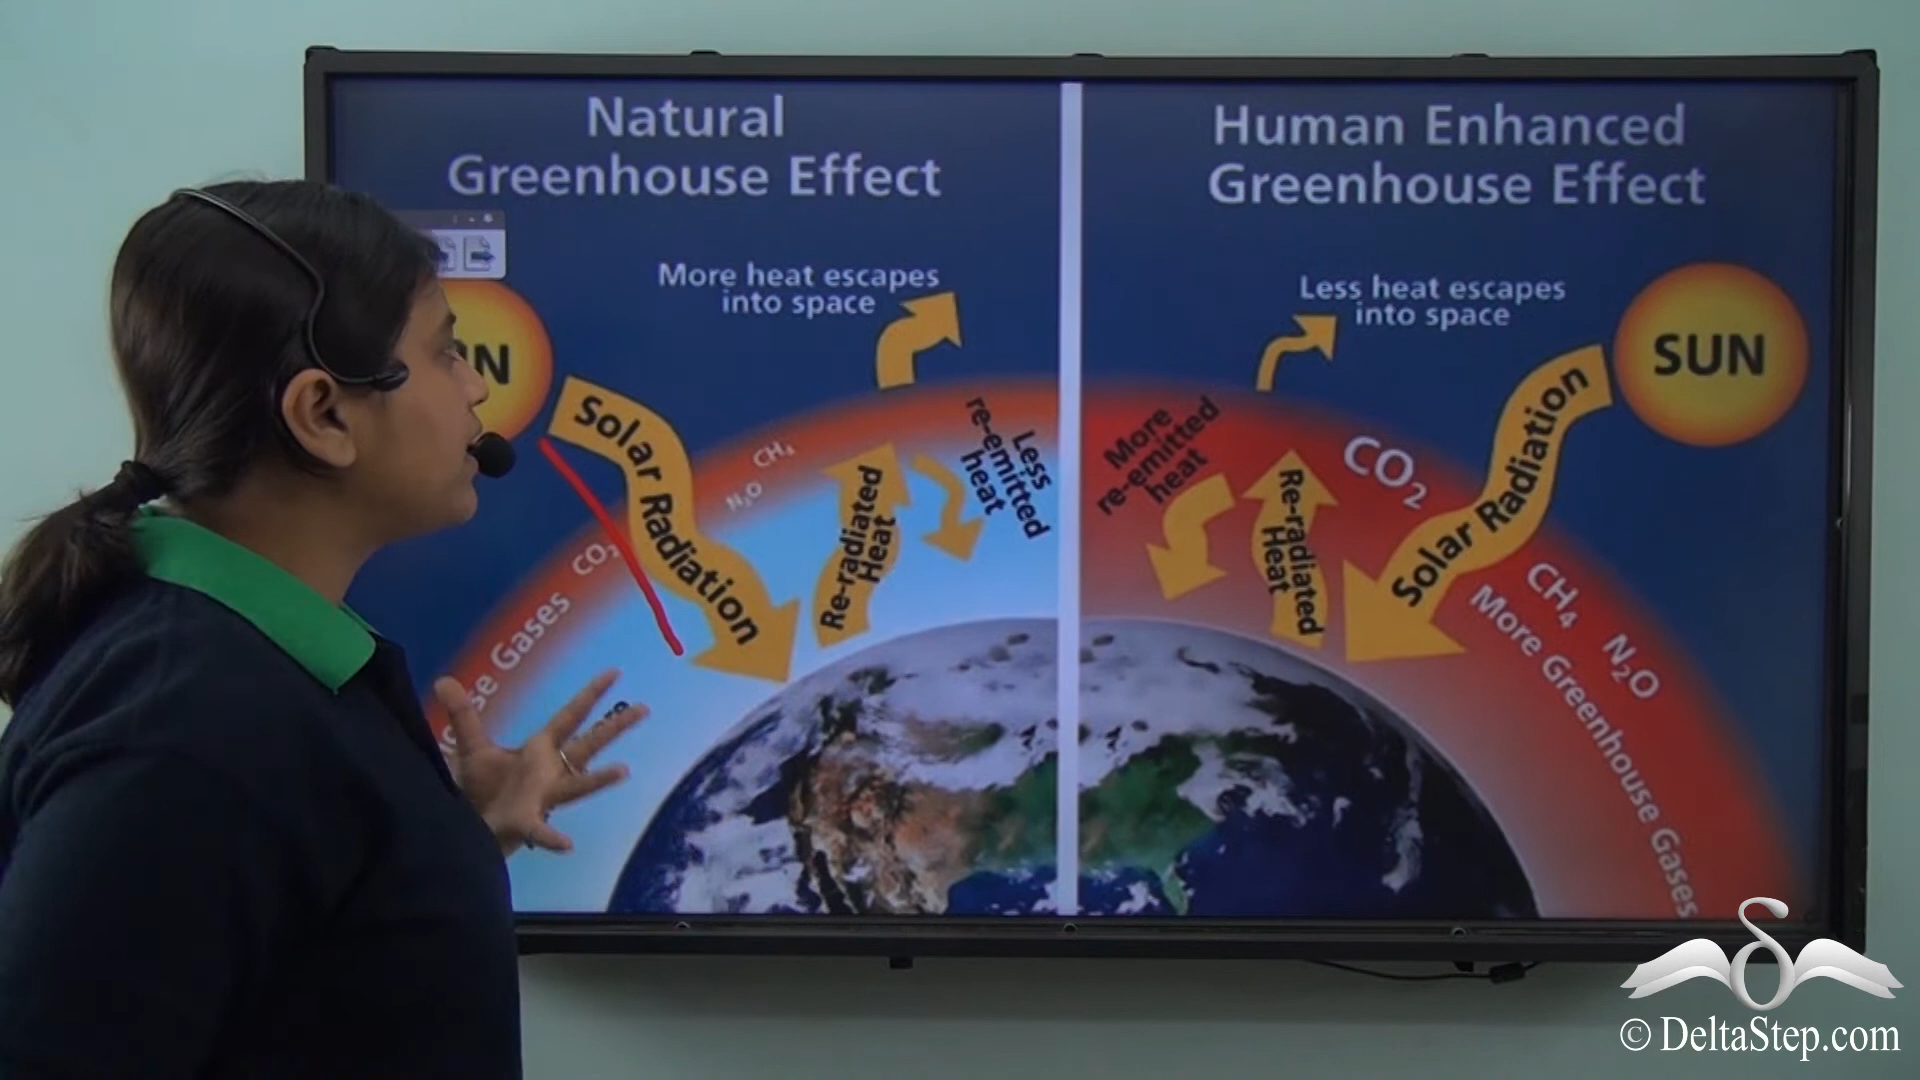 Natural
Greenhouse Effect
More heat escapes
into space
Solar Radiation
CH₄
N₂O
CO₂
Gases
Re-radiated
Heat
Less
re-emitted
heat
Human Enhanced
Greenhouse Effect
Less heat escapes
into space
SUN
Solar Radiation
More
re-emitted
heat
Re-radiated
Heat
CO₂
CH₄
N₂O
More Greenhouse Gases
© DeltaStep.com